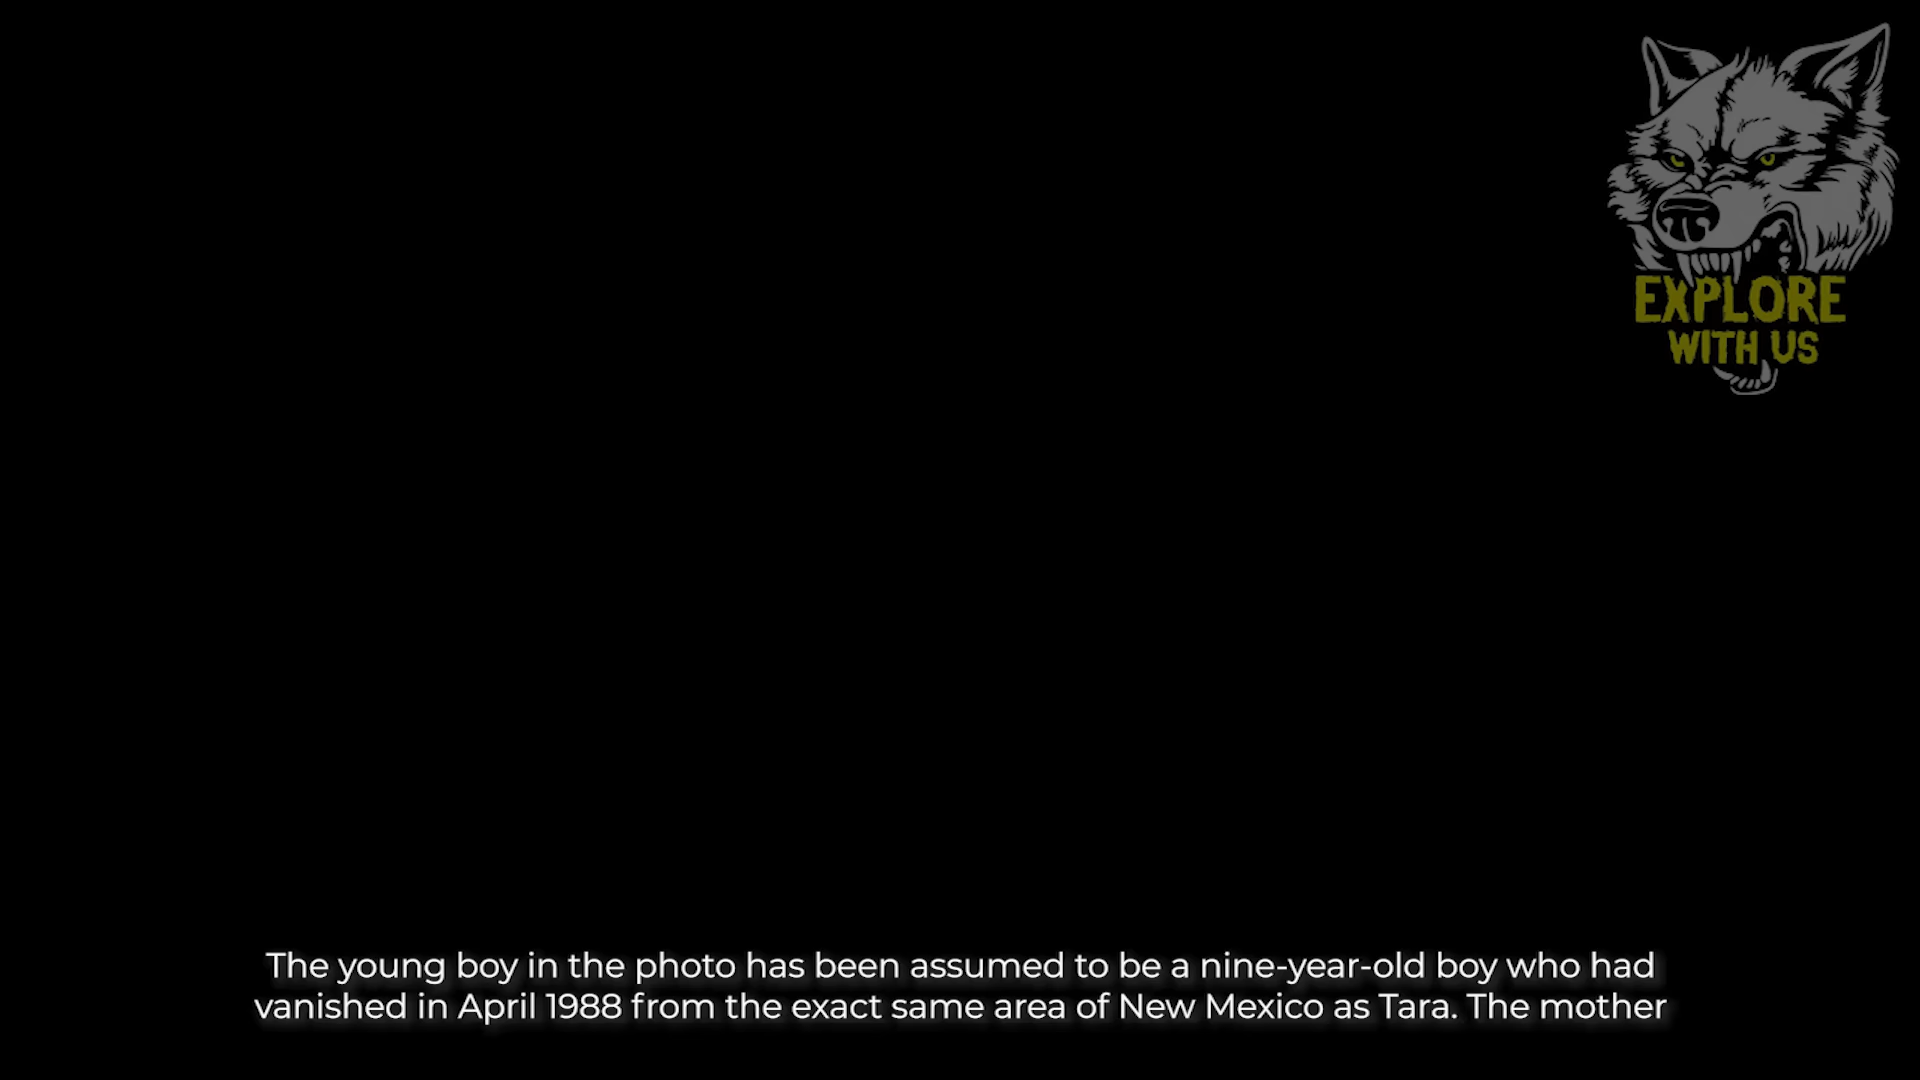 EXPLORE
WITH US
The young boy in the photo has been assumed to be a nine-year-old boy who had
vanished in April 1988 from the exact same area of New Mexico as Tara. The mother